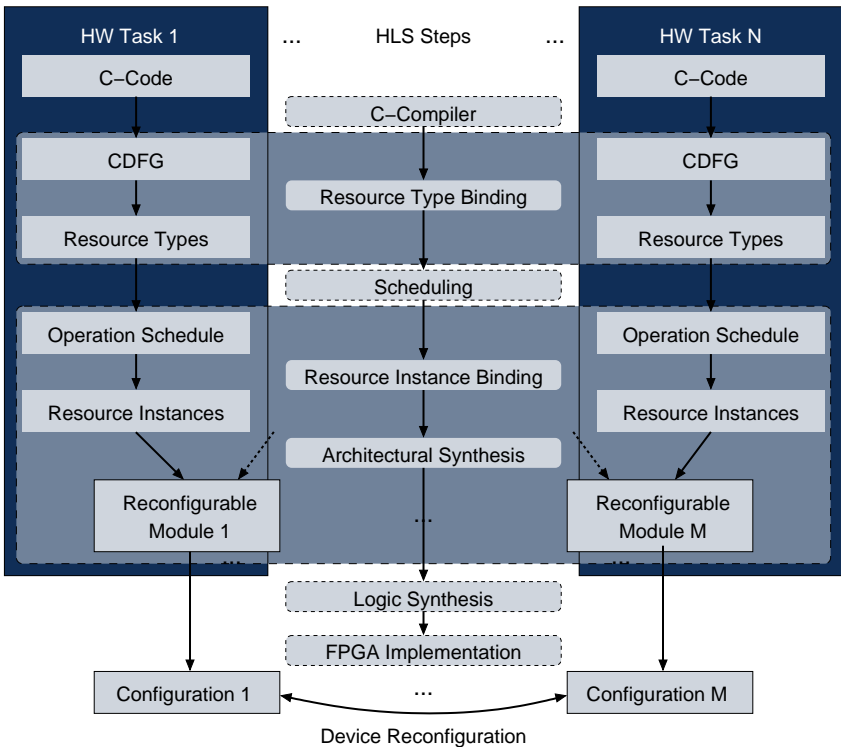 HW Task 1 ... HLS Steps ... HW Task N
C−Code
C−Code
C−Compiler
CDFG
CDFG
Resource Type Binding
Resource Types
Resource Types
Scheduling
Operation Schedule
Operation Schedule
Resource Instance Binding
Resource Instances
Resource Instances
Architectural Synthesis
Reconfigurable
Module 1
...
Reconfigurable
Module M
...
...
Logic Synthesis
FPGA Implementation
Configuration 1
...
Configuration M
Device Reconfiguration